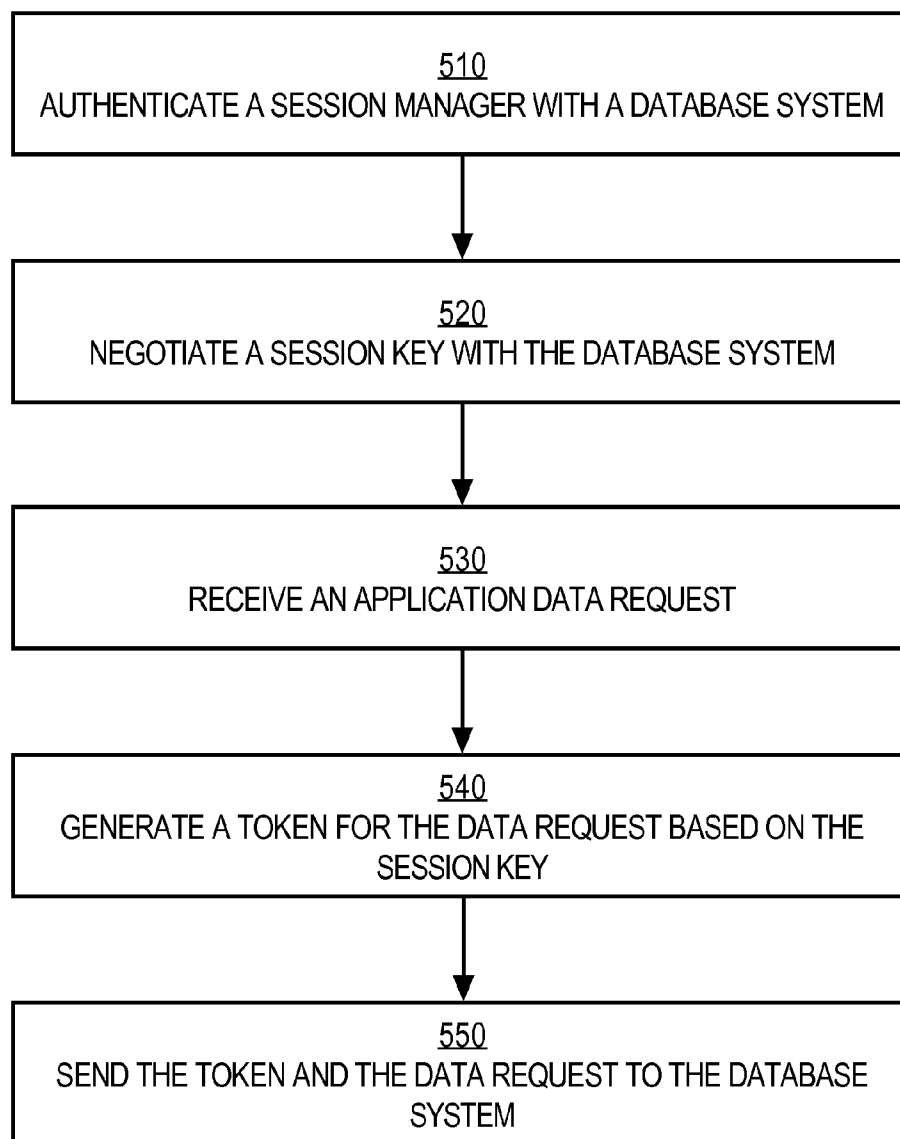 510
AUTHENTICATE A SESSION MANAGER WITH A DATABASE SYSTEM
520
NEGOTIATE A SESSION KEY WITH THE DATABASE SYSTEM
530
RECEIVE AN APPLICATION DATA REQUEST
540
GENERATE A TOKEN FOR THE DATA REQUEST BASED ON THE
SESSION KEY
550
SEND THE TOKEN AND THE DATA REQUEST TO THE DATABASE
SYSTEM